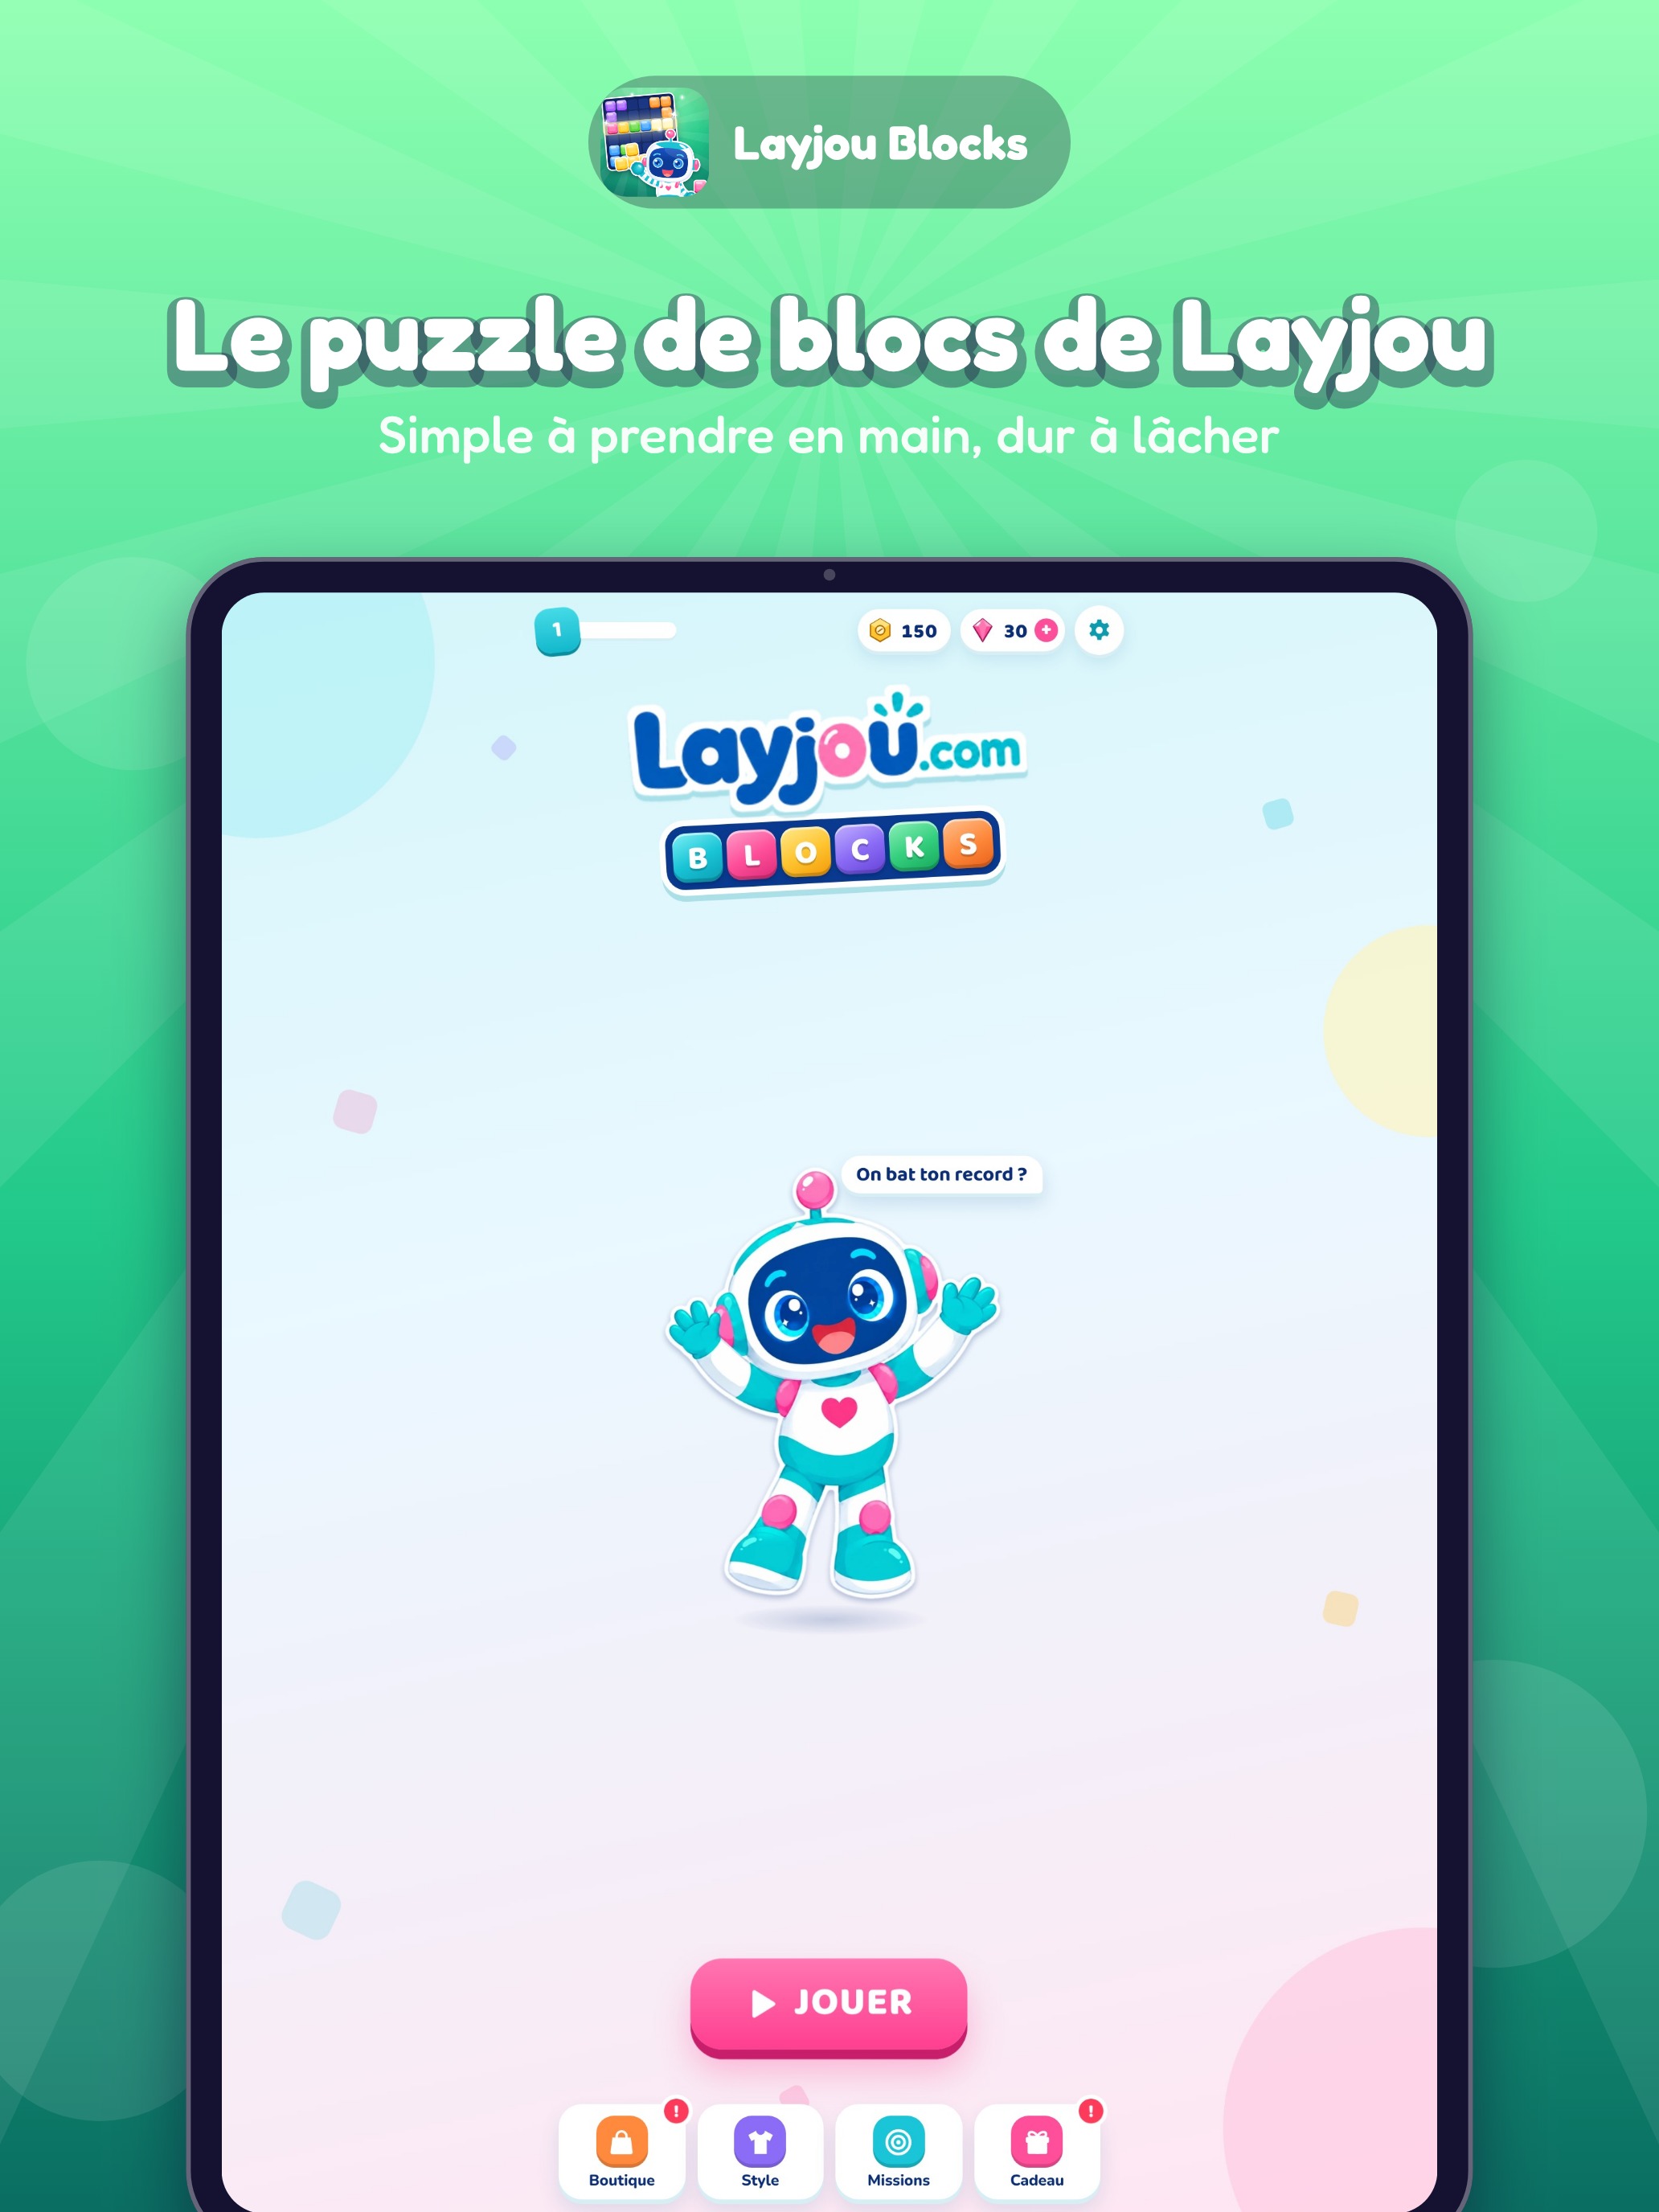 Layjou Blocks
Le puzzle de blocs de Layjou
Simple à prendre en main, dur à lâcher
1
150
30 +
Layjou.com
BLOCKS
On bat ton record ?
JOUER
! !
Boutique Style Missions Cadeau